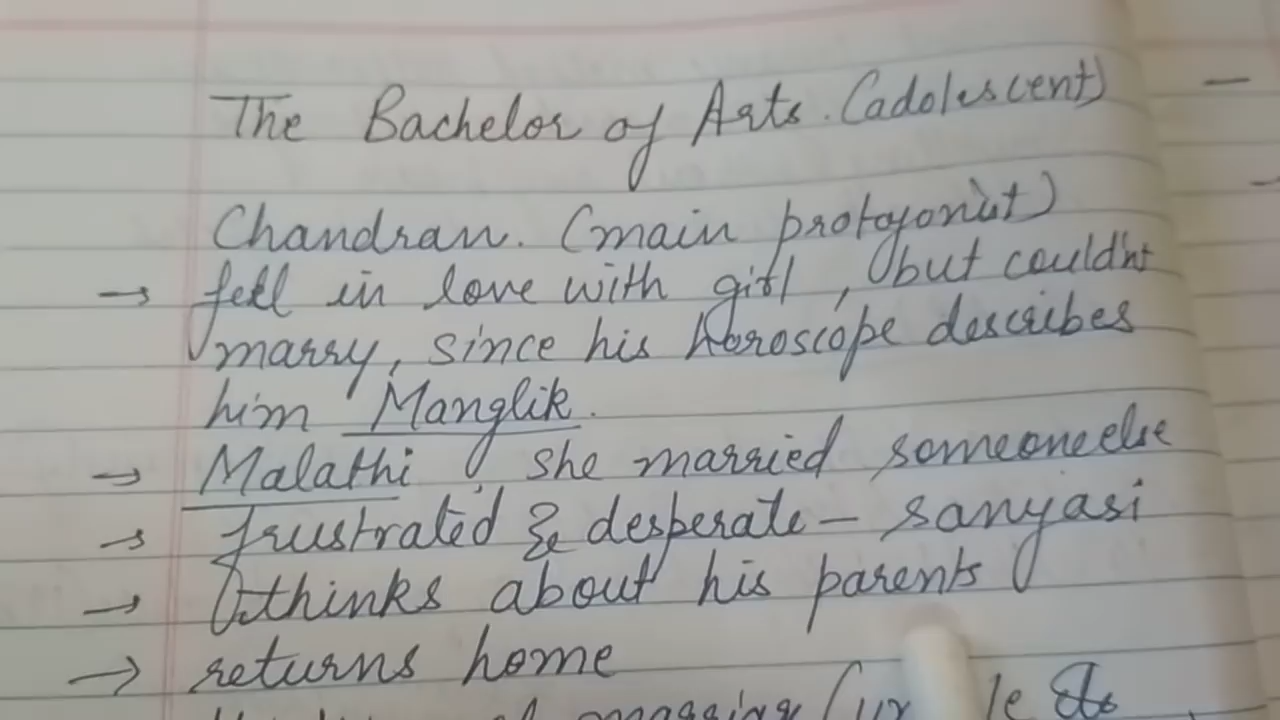 The Bachelor of Arts. (adolescent) –
Chandran. (main protagonist) –
→ fell in love with girl, but couldn't
marry, since his horoscope describes
him Manglik.
→ Malathi, she married someone else
→ frustrated & desperate – sanyasi
→ thinks about his parents
→ returns home